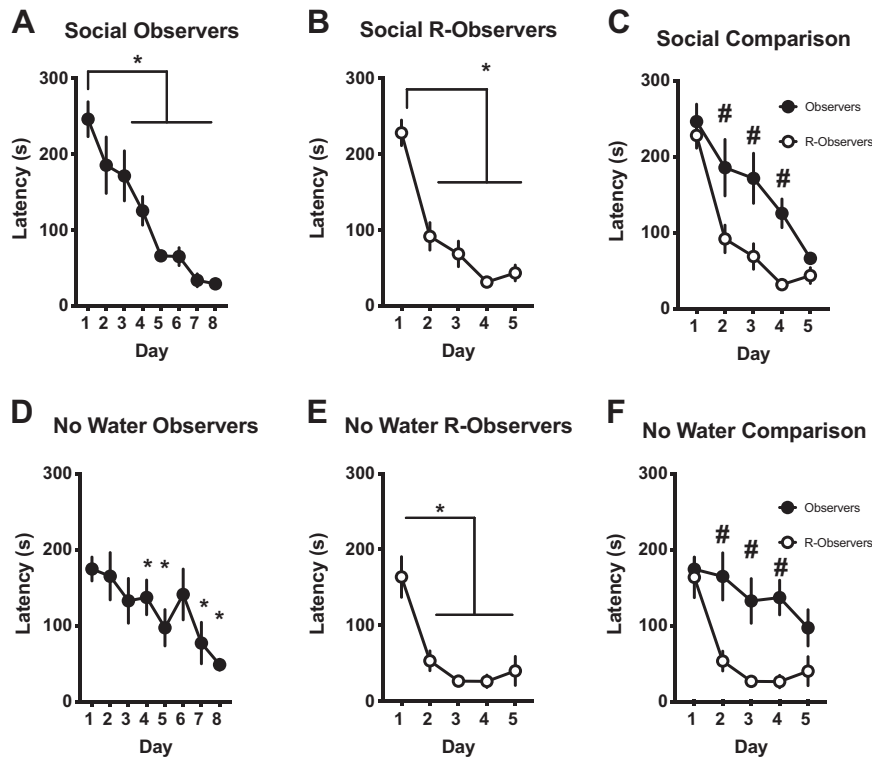 A
Social Observers
*
300
200
100
0
Latency (s)
1 2 3 4 5 6 7 8
Day
B
Social R-Observers
*
300
200
100
0
Latency (s)
1 2 3 4 5
Day
C
Social Comparison
300
200
100
0
Latency (s)
# # #
Observers
R-Observers
1 2 3 4 5
Day
D
No Water Observers
300
200
100
0
Latency (s)
* * * *
1 2 3 4 5 6 7 8
Day
E
No Water R-Observers
300
200
100
0
Latency (s)
*
1 2 3 4 5
Day
F
No Water Comparison
300
200
100
0
Latency (s)
# # #
Observers
R-Observers
1 2 3 4 5
Day